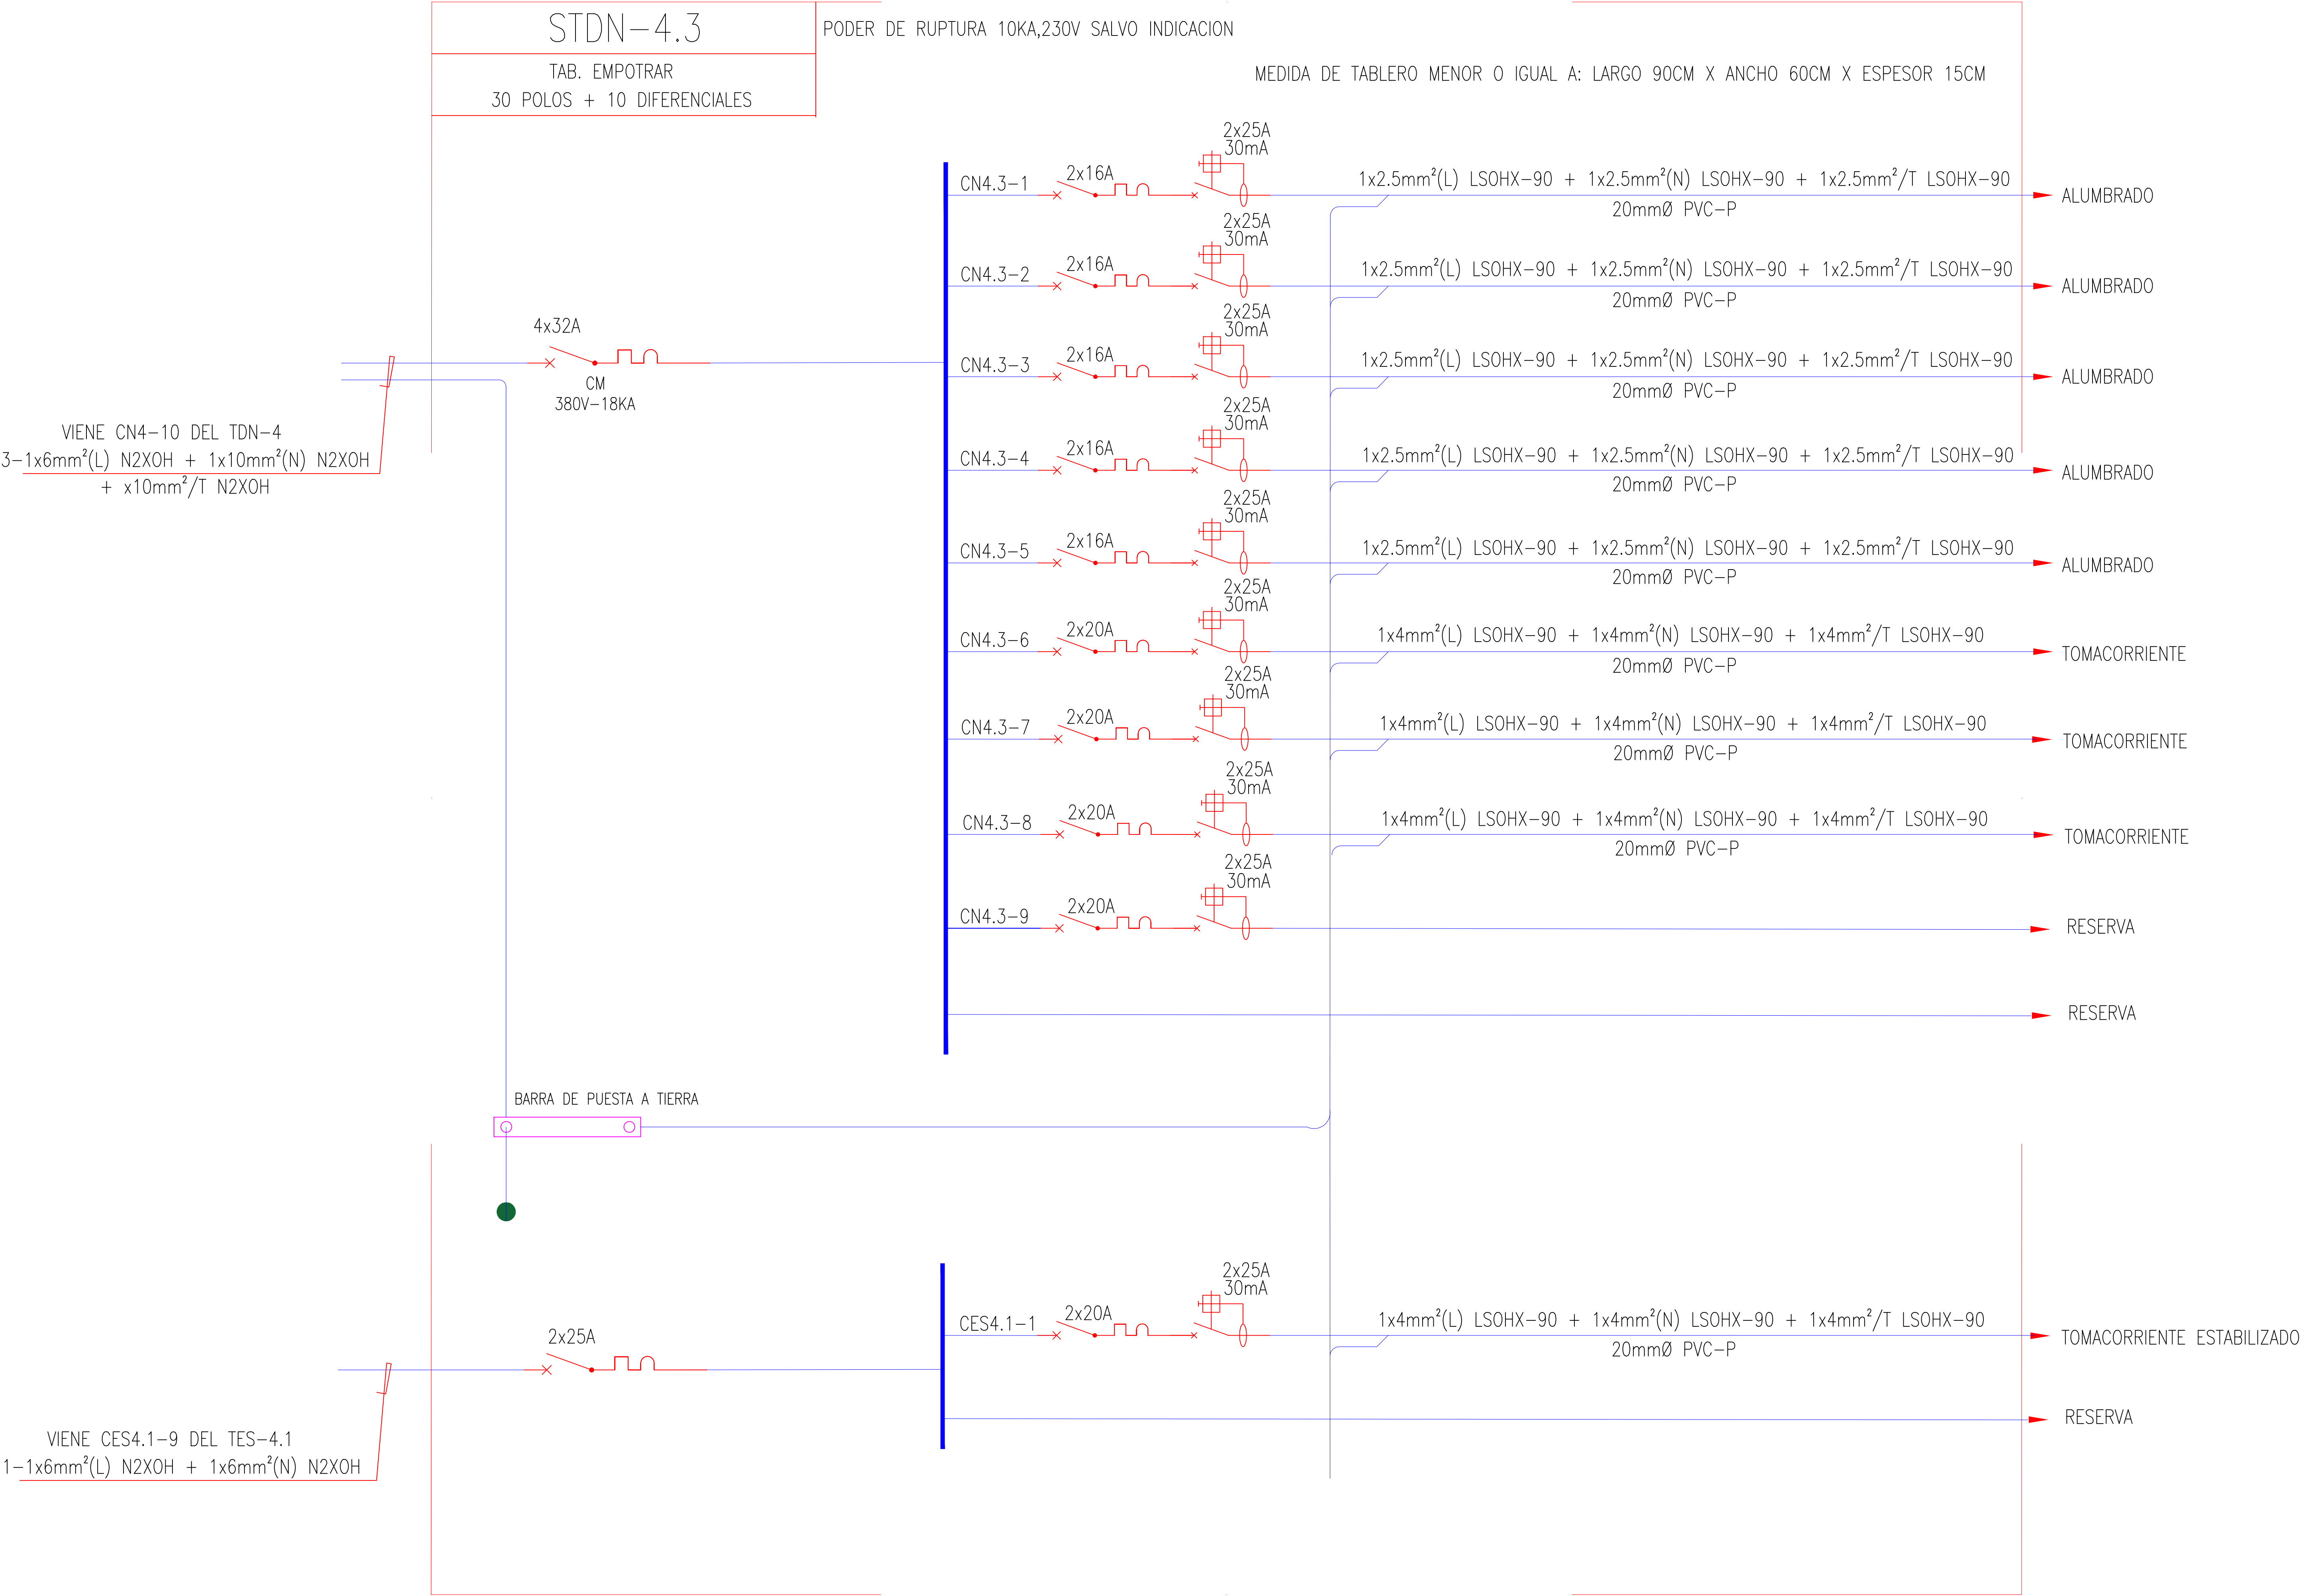 STDN-4.3
PODER DE RUPTURA 10KA,230V SALVO INDICACION
TAB. EMPOTRAR
30 POLOS + 10 DIFERENCIALES
MEDIDA DE TABLERO MENOR O IGUAL A: LARGO 90CM X ANCHO 60CM X ESPESOR 15CM
4x32A
CM
380V-18KA
VIENE CN4-10 DEL TDN-4
3-1x6mm²(L) N2XOH + 1x10mm²(N) N2XOH
+ x10mm²/T N2XOH
CN4.3-1
2x16A
2x25A
30mA
1x2.5mm²(L) LSOHX-90 + 1x2.5mm²(N) LSOHX-90 + 1x2.5mm²/T LSOHX-90
20mmØ PVC-P
ALUMBRADO
CN4.3-2
2x16A
2x25A
30mA
1x2.5mm²(L) LSOHX-90 + 1x2.5mm²(N) LSOHX-90 + 1x2.5mm²/T LSOHX-90
20mmØ PVC-P
ALUMBRADO
CN4.3-3
2x16A
2x25A
30mA
1x2.5mm²(L) LSOHX-90 + 1x2.5mm²(N) LSOHX-90 + 1x2.5mm²/T LSOHX-90
20mmØ PVC-P
ALUMBRADO
CN4.3-4
2x16A
2x25A
30mA
1x2.5mm²(L) LSOHX-90 + 1x2.5mm²(N) LSOHX-90 + 1x2.5mm²/T LSOHX-90
20mmØ PVC-P
ALUMBRADO
CN4.3-5
2x16A
2x25A
30mA
1x2.5mm²(L) LSOHX-90 + 1x2.5mm²(N) LSOHX-90 + 1x2.5mm²/T LSOHX-90
20mmØ PVC-P
ALUMBRADO
CN4.3-6
2x20A
2x25A
30mA
1x4mm²(L) LSOHX-90 + 1x4mm²(N) LSOHX-90 + 1x4mm²/T LSOHX-90
20mmØ PVC-P
TOMACORRIENTE
CN4.3-7
2x20A
2x25A
30mA
1x4mm²(L) LSOHX-90 + 1x4mm²(N) LSOHX-90 + 1x4mm²/T LSOHX-90
20mmØ PVC-P
TOMACORRIENTE
CN4.3-8
2x20A
2x25A
30mA
1x4mm²(L) LSOHX-90 + 1x4mm²(N) LSOHX-90 + 1x4mm²/T LSOHX-90
20mmØ PVC-P
TOMACORRIENTE
CN4.3-9
2x20A
2x25A
30mA
RESERVA
RESERVA
BARRA DE PUESTA A TIERRA
2x25A
VIENE CES4.1-9 DEL TES-4.1
1-1x6mm²(L) N2XOH + 1x6mm²(N) N2XOH
CES4.1-1
2x20A
2x25A
30mA
1x4mm²(L) LSOHX-90 + 1x4mm²(N) LSOHX-90 + 1x4mm²/T LSOHX-90
20mmØ PVC-P
TOMACORRIENTE ESTABILIZADO
RESERVA